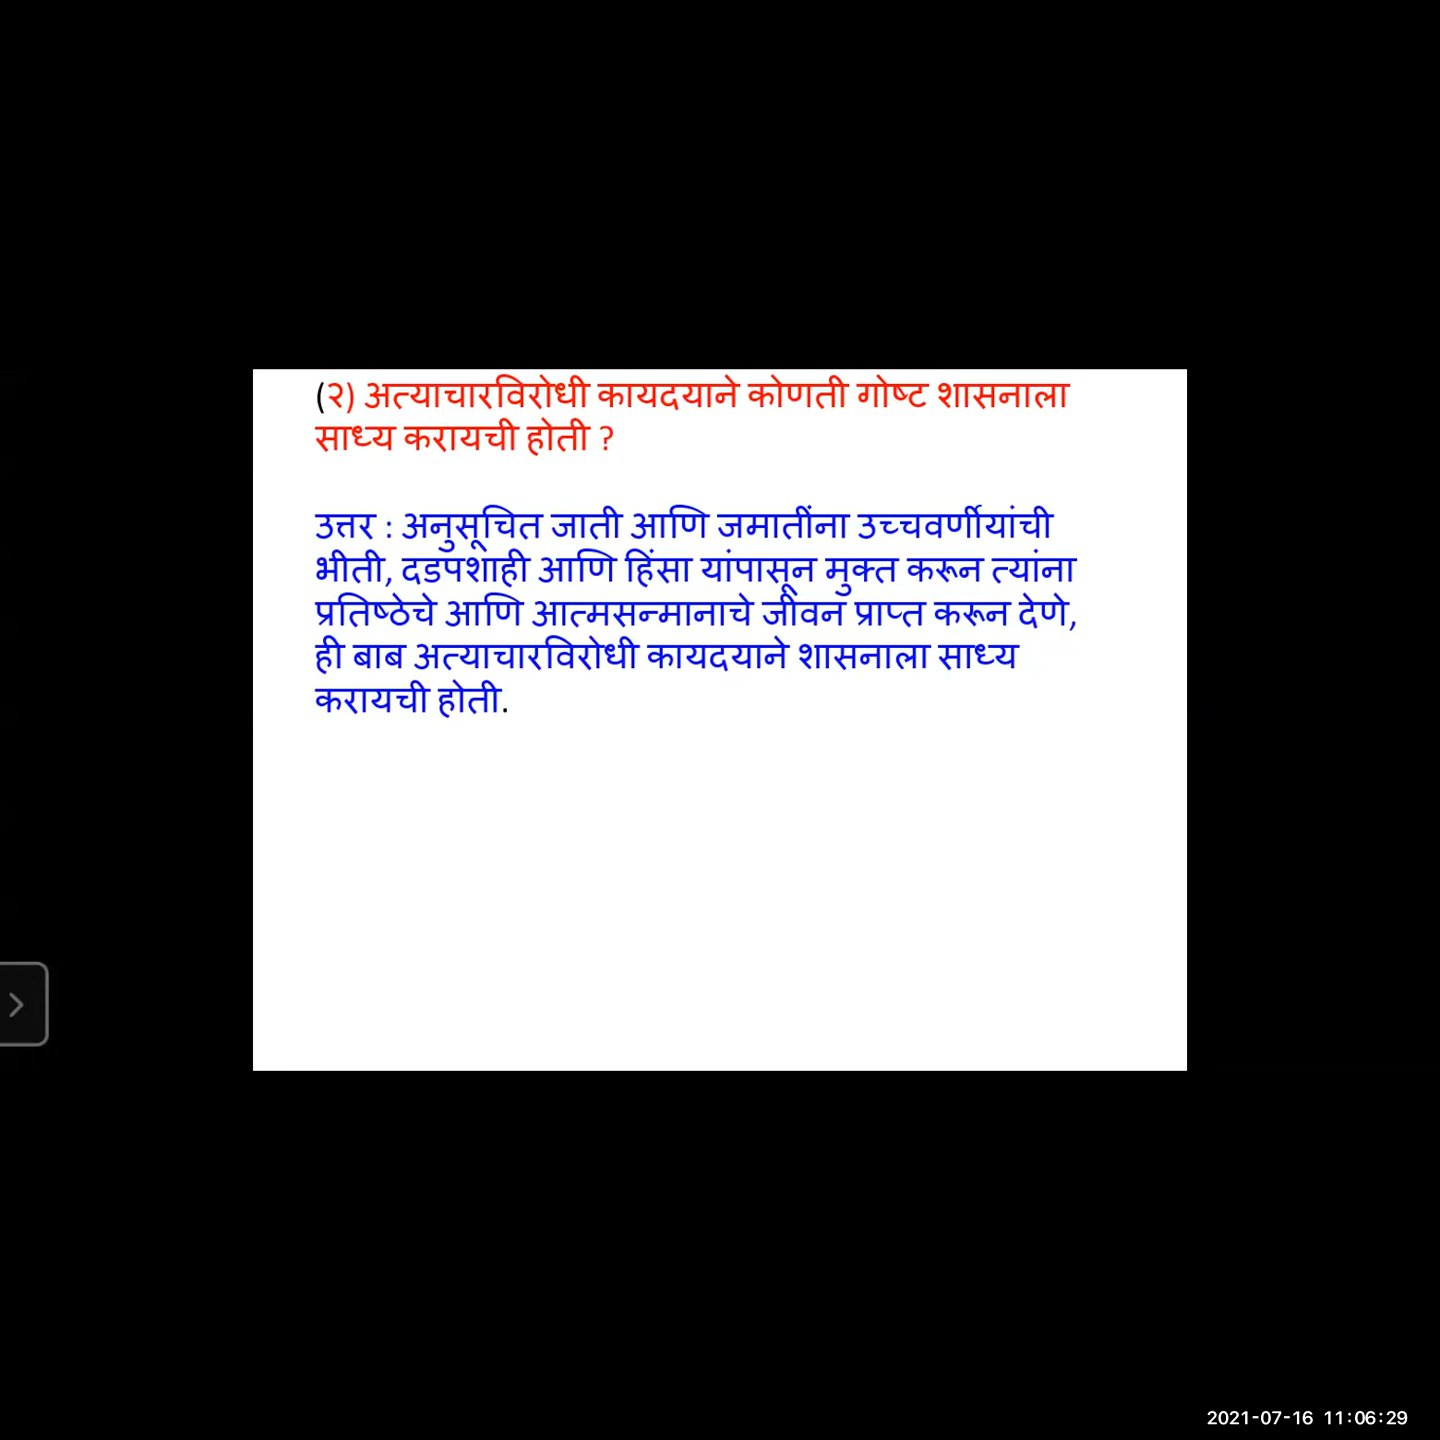 (२) अत्याचारविरोधी कायदयाने कोणती गोष्ट शासनाला
साध्य करायची होती ?
उत्तर : अनुसूचित जाती आणि जमातींना उच्चवर्णीयांची
भीती, दडपशाही आणि हिंसा यांपासून मुक्त करून त्यांना
प्रतिष्ठेचे आणि आत्मसन्मानाचे जीवन प्राप्त करून देणे,
ही बाब अत्याचारविरोधी कायदयाने शासनाला साध्य
करायची होती.
2021-07-16 11:06:29